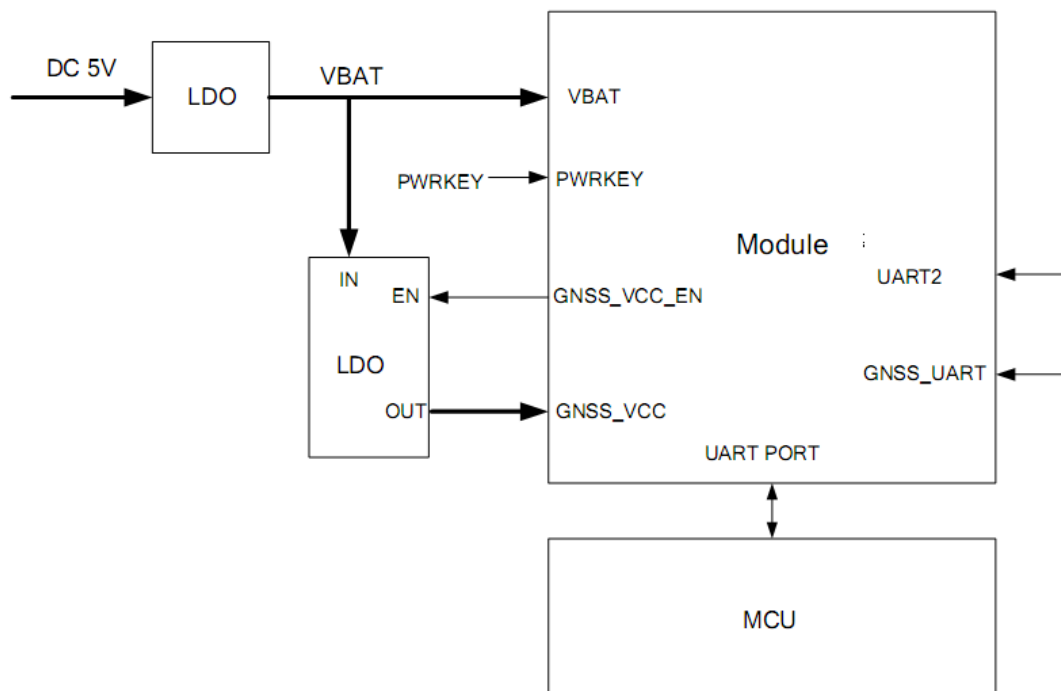 DC 5V
LDO
VBAT
VBAT
PWRKEY
PWRKEY
Module
UART2
IN
EN
GNSS_VCC_EN
LDO
GNSS_UART
OUT
GNSS_VCC
UART PORT
MCU